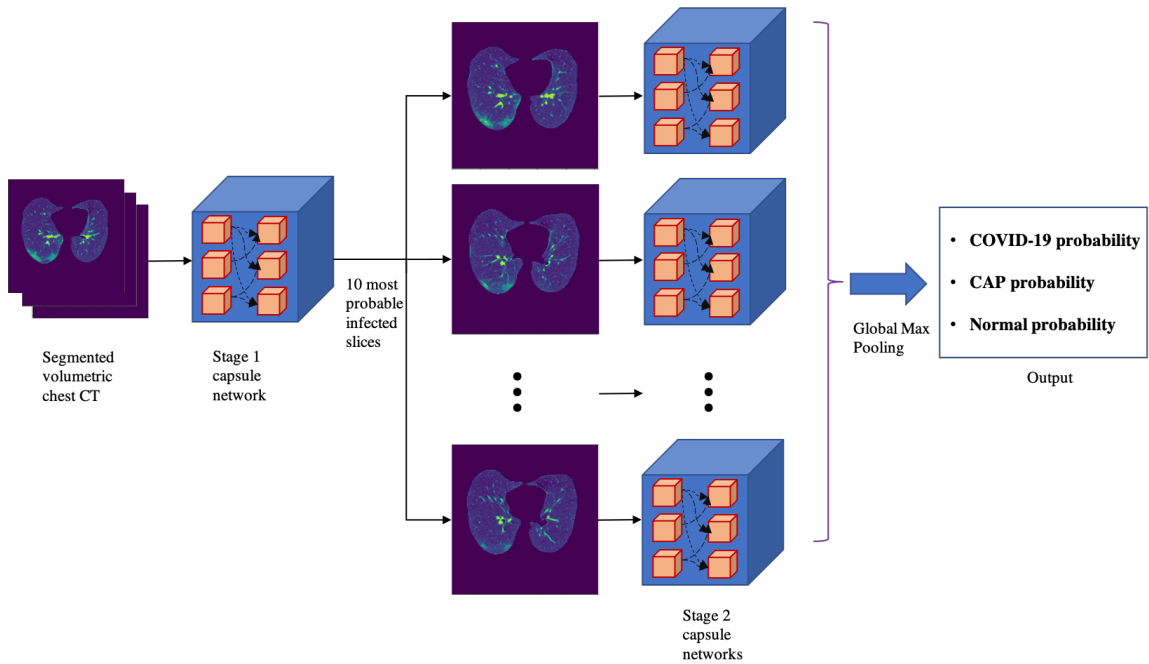 Segmented
volumetric
chest CT
Stage 1
capsule
network
10 most
probable
infected
slices
Stage 2
capsule
networks
Global Max
Pooling
• COVID-19 probability
• CAP probability
• Normal probability
Output